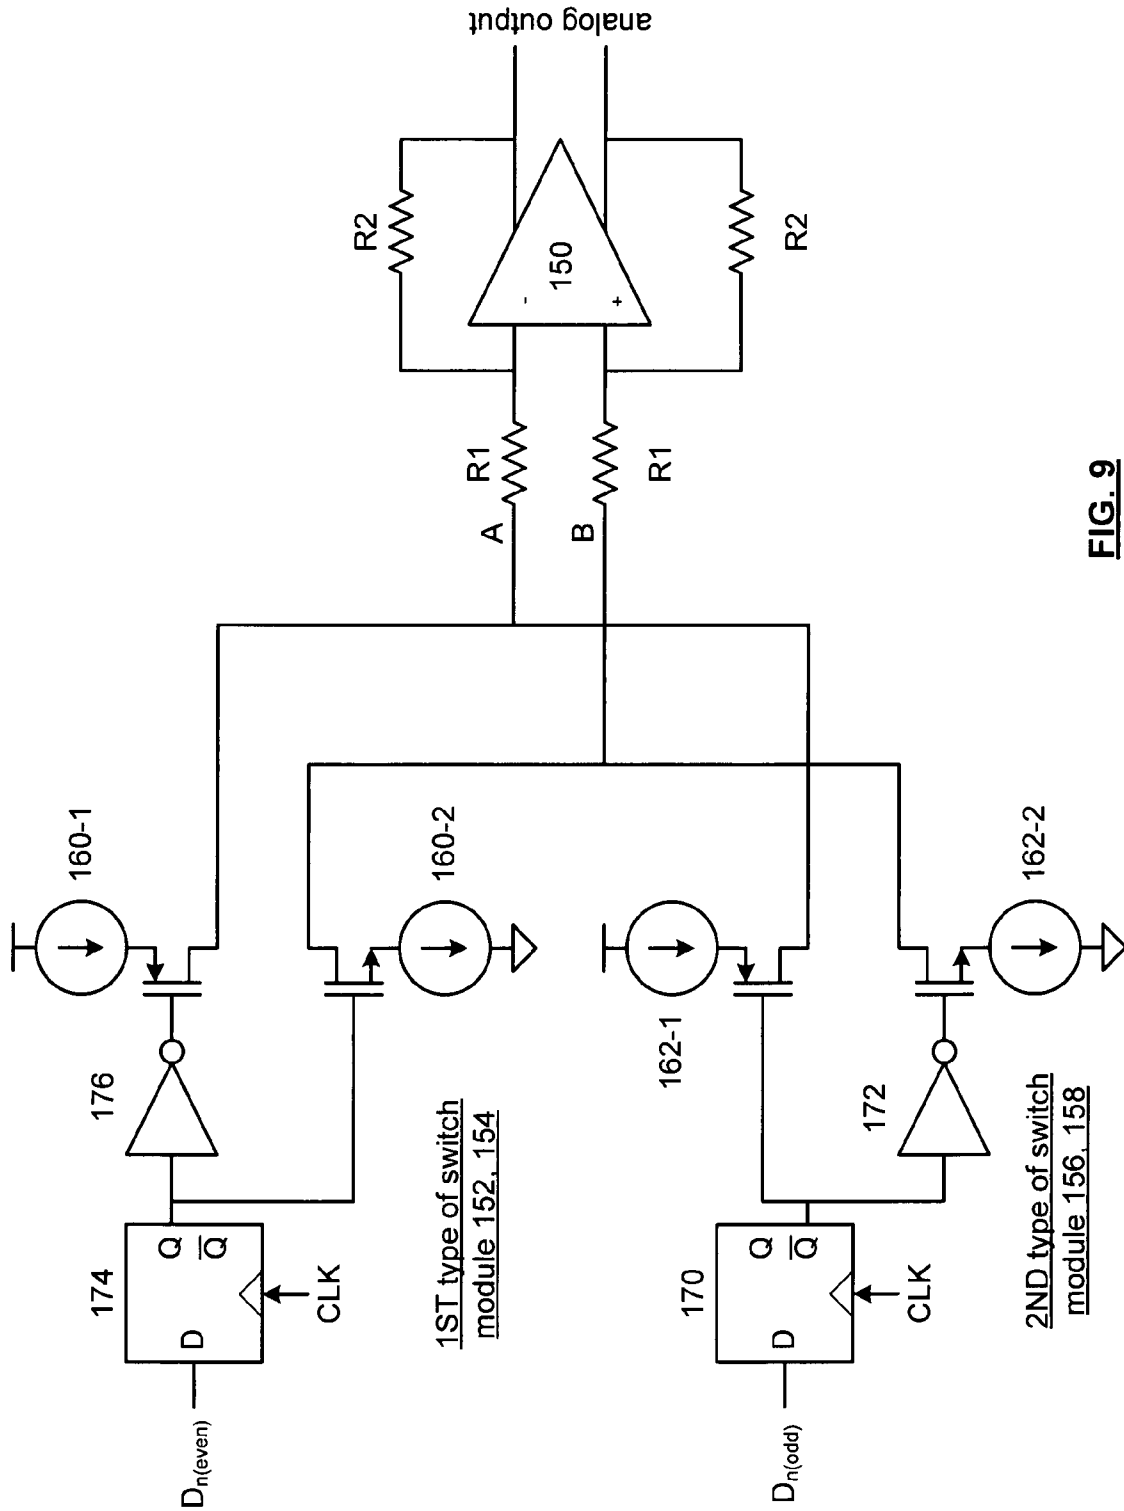 D_n(even)
174
D
Q
Q̅
CLK
176
160-1
160-2
1ST type of switch
module 152, 154
D_n(odd)
170
D
Q
Q̅
CLK
172
162-1
162-2
2ND type of switch
module 156, 158
A
B
R1
R1
R2
R2
-
+
150
analog output
FIG. 9